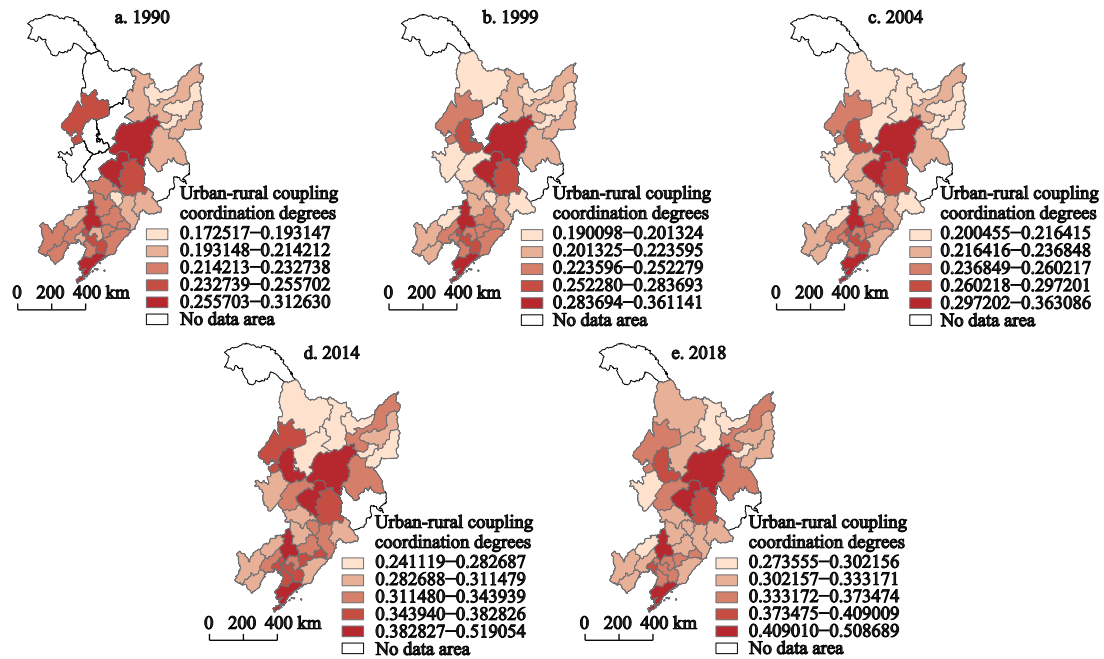 a. 1990
Urban-rural coupling
coordination degrees
0.172517–0.193147
0.193148–0.214212
0.214213–0.232738
0.232739–0.255702
0.255703–0.312630
No data area
0 200 400 km
b. 1999
Urban-rural coupling
coordination degrees
0.190098–0.201324
0.201325–0.223595
0.223596–0.252279
0.252280–0.283693
0.283694–0.361141
No data area
0 200 400 km
c. 2004
Urban-rural coupling
coordination degrees
0.200455–0.216415
0.216416–0.236848
0.236849–0.260217
0.260218–0.297201
0.297202–0.363086
No data area
0 200 400 km
d. 2014
Urban-rural coupling
coordination degrees
0.241119–0.282687
0.282688–0.311479
0.311480–0.343939
0.343940–0.382826
0.382827–0.519054
No data area
0 200 400 km
e. 2018
Urban-rural coupling
coordination degrees
0.273555–0.302156
0.302157–0.333171
0.333172–0.373474
0.373475–0.409009
0.409010–0.508689
No data area
0 200 400 km